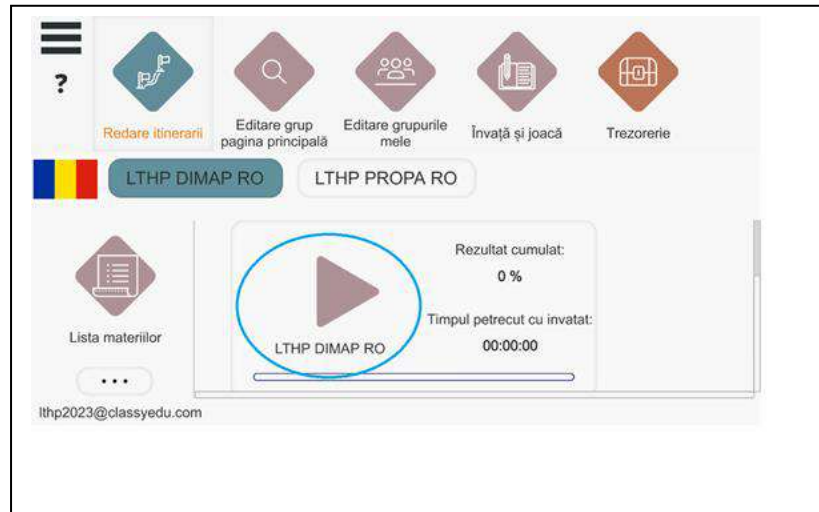 ?
Redare itinerarii
Editare grup
pagina principală
Editare grupurile
mele
Învață și joacă
Trezorerie
LTHP DIMAP RO
LTHP PROPA RO
Lista materiilor
...
LTHP DIMAP RO
Rezultat cumulat:
0 %
Timpul petrecut cu invatat:
00:00:00
lthp2023@classyedu.com